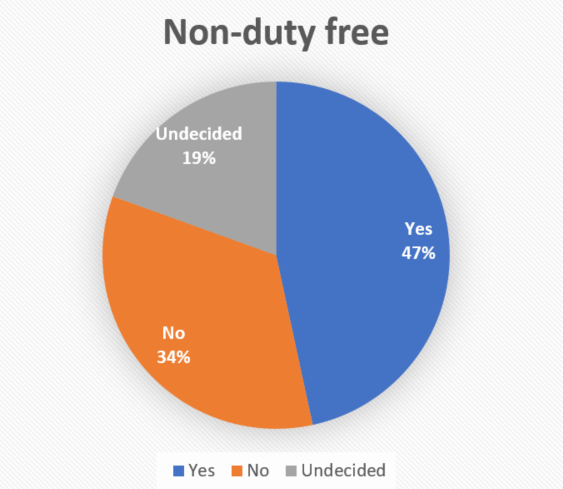 Non-duty free
Undecided
19%
Yes
47%
No
34%
Yes No Undecided